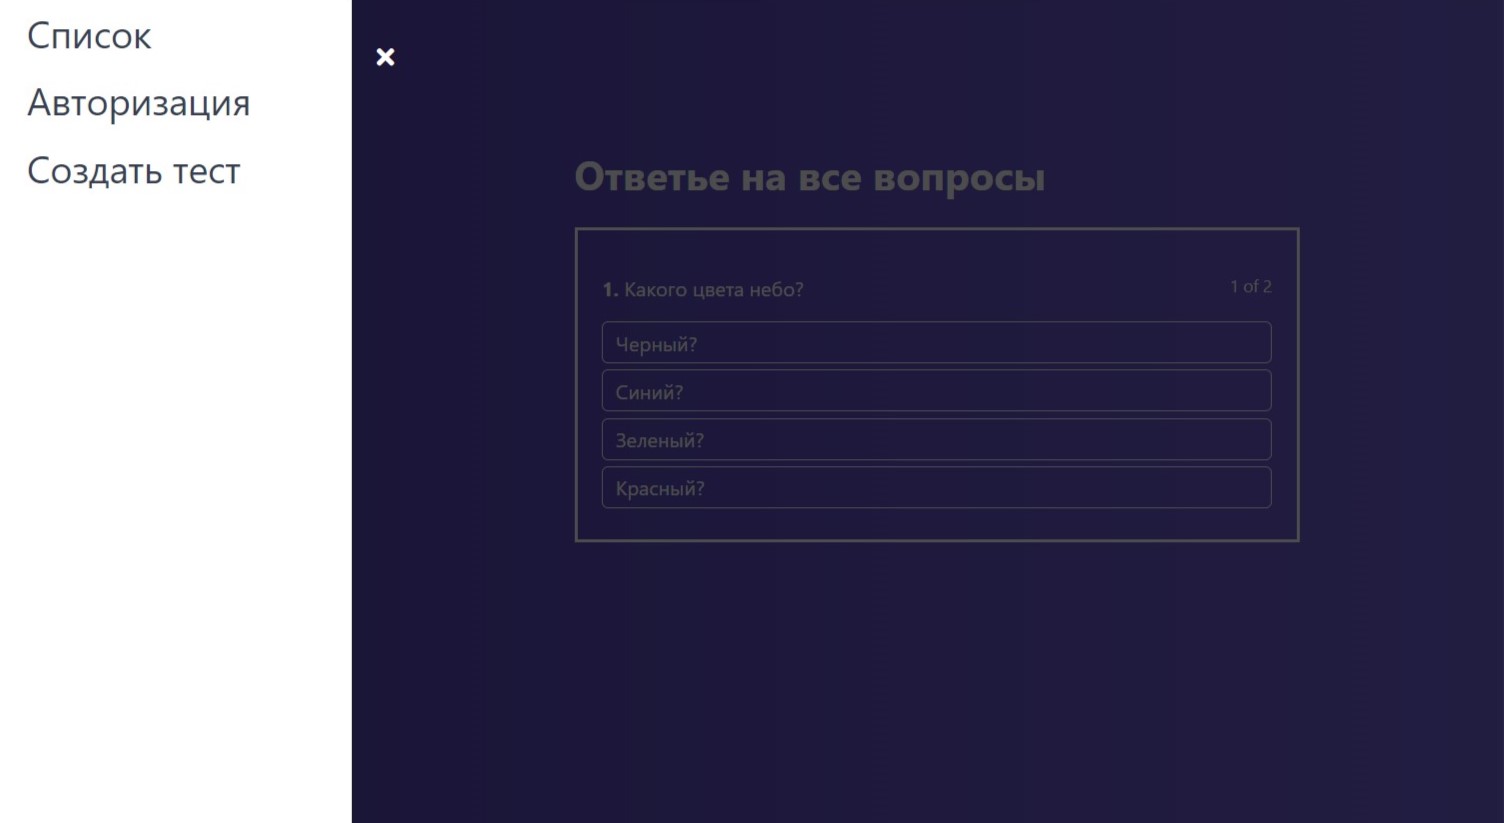 Список
Авторизация
Создать тест
Ответье на все вопросы
1. Какого цвета небо?
1 of 2
Черный?
Синий?
Зеленый?
Красный?